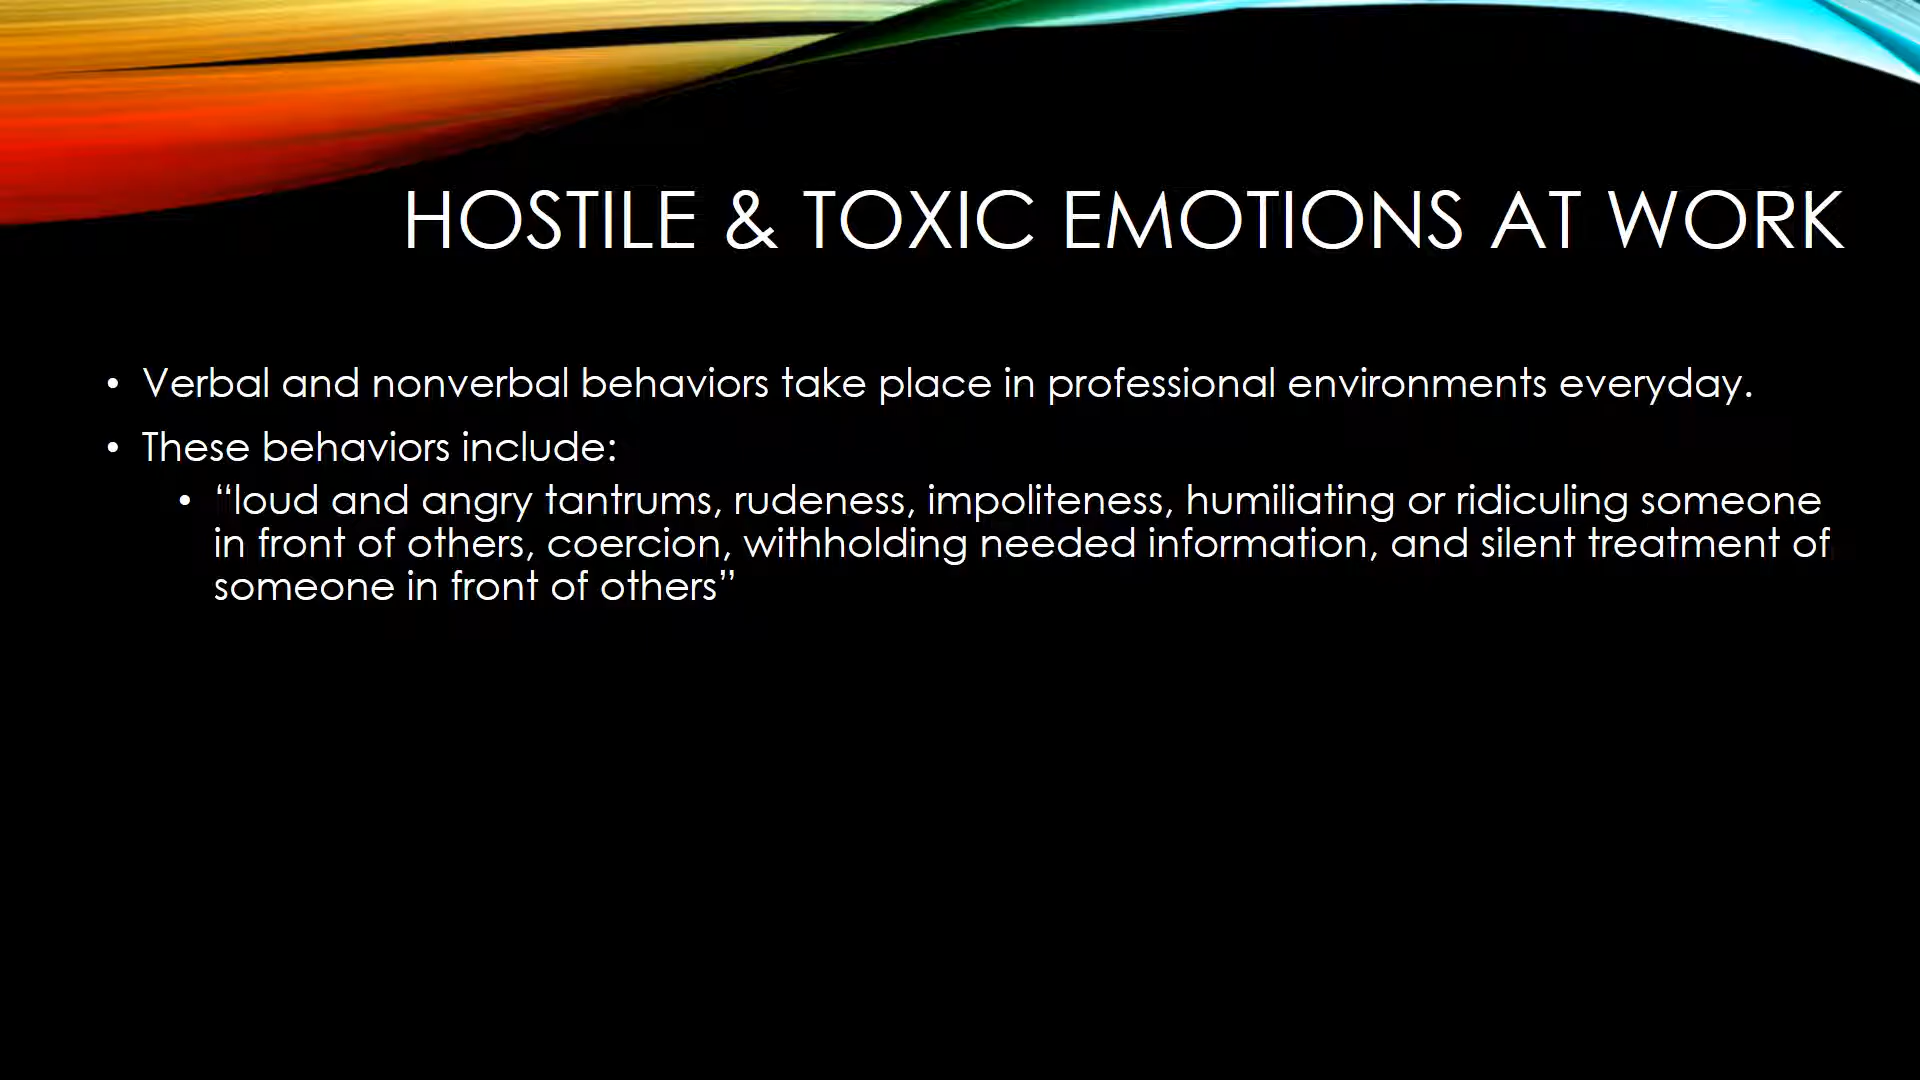 HOSTILE & TOXIC EMOTIONS AT WORK
• Verbal and nonverbal behaviors take place in professional environments everyday.
• These behaviors include:
• “loud and angry tantrums, rudeness, impoliteness, humiliating or ridiculing someone
in front of others, coercion, withholding needed information, and silent treatment of
someone in front of others”